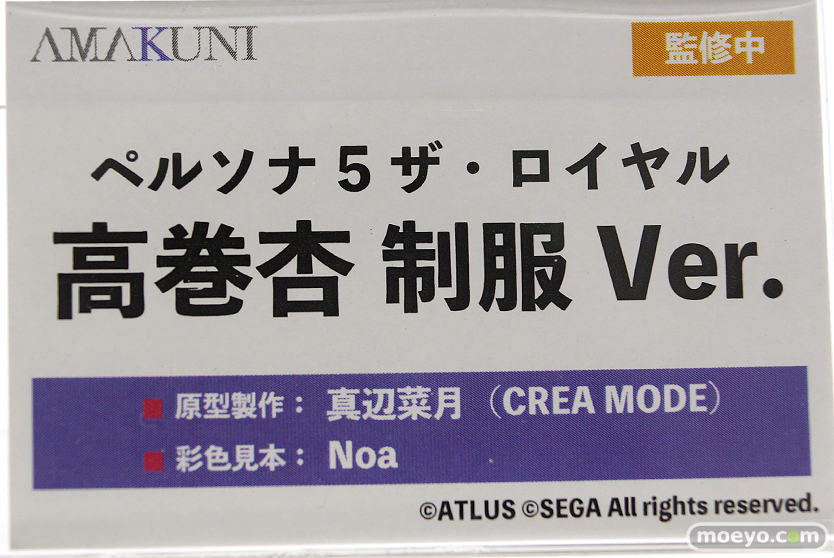 AMAKUNI
監修中
ペルソナ5 ザ・ロイヤル
高巻杏 制服 Ver.
■ 原型製作： 真辺菜月（CREA MODE）
■ 彩色見本： Noa
©ATLUS ©SEGA All rights reserved.
moeyo.com